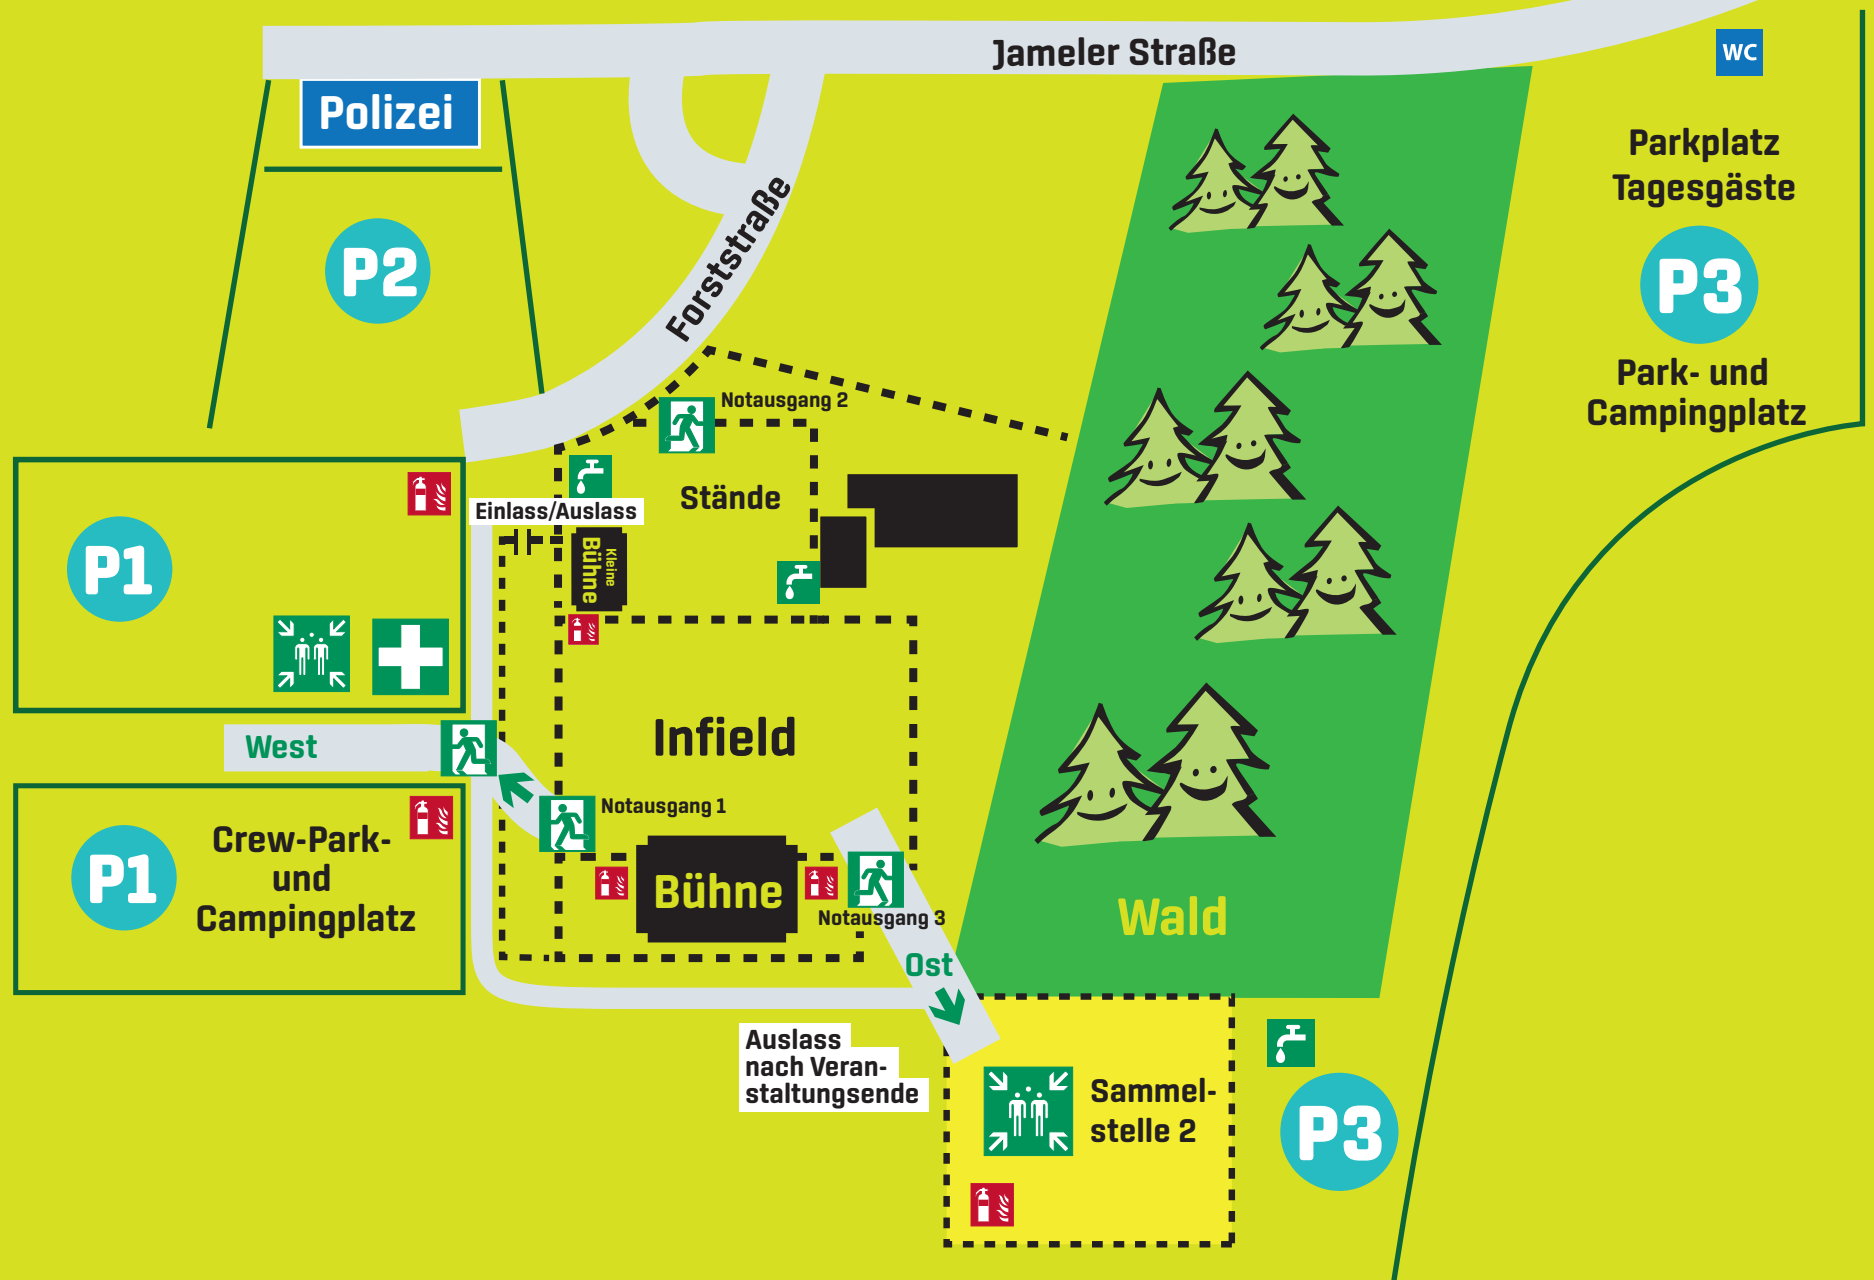 Jameler Straße
WC
Polizei
Parkplatz
Tagesgäste
P2
Forststraße
P3
Park- und
Campingplatz
Notausgang 2
Stände
Einlass/Auslass
Kleine
Bühne
P1
Infield
West
Notausgang 1
Crew-Park-
und
Campingplatz
P1
Bühne
Notausgang 3
Wald
Ost
Auslass
nach Veran-
staltungsende
Sammel-
stelle 2
P3